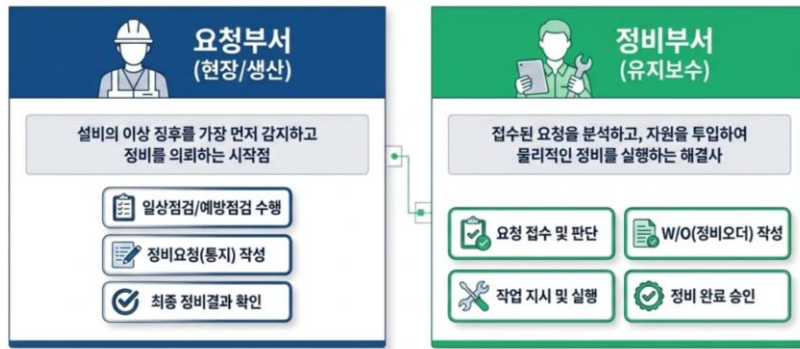 요청부서
(현장/생산)
설비의 이상 징후를 가장 먼저 감지하고
정비를 의뢰하는 시작점
일상점검/예방점검 수행
정비요청(통지) 작성
최종 정비결과 확인
정비부서
(유지보수)
접수된 요청을 분석하고, 자원을 투입하여
물리적인 정비를 실행하는 해결사
요청 접수 및 판단
W/O(정비오더) 작성
작업 지시 및 실행
정비 완료 승인